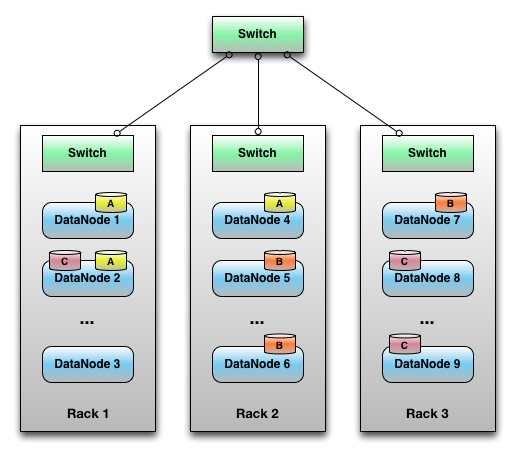 Switch
Switch
Switch
Switch
A
DataNode 1
A
DataNode 4
B
DataNode 7
C
A
DataNode 2
B
DataNode 5
C
DataNode 8
...
...
...
DataNode 3
B
DataNode 6
C
DataNode 9
Rack 1
Rack 2
Rack 3